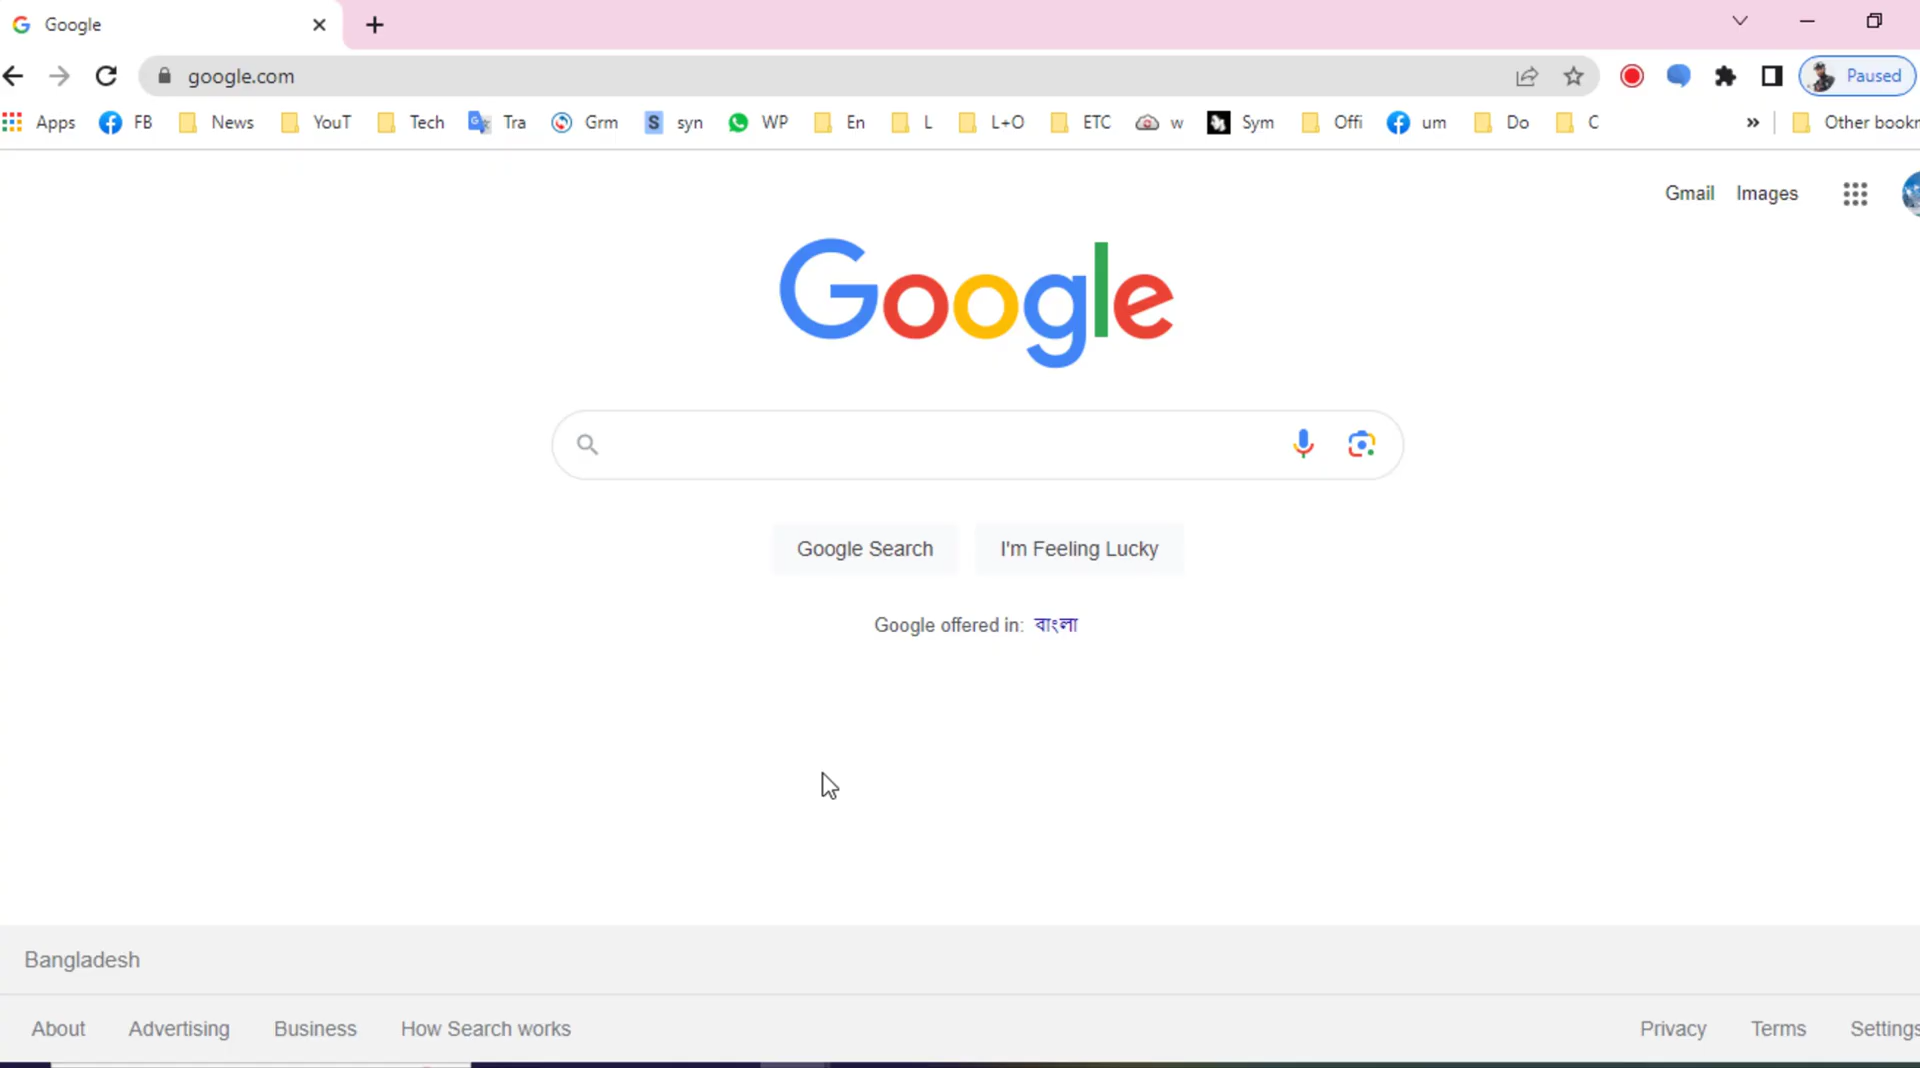 Google
google.com
Paused
Apps FB News YouT Tech Tra Grm S syn WP En L L+O ETC w Sym Offi um Do C » Other bookr
Gmail Images
Google
Google Search I'm Feeling Lucky
Google offered in: বাংলা
Bangladesh
About Advertising Business How Search works Privacy Terms Settings